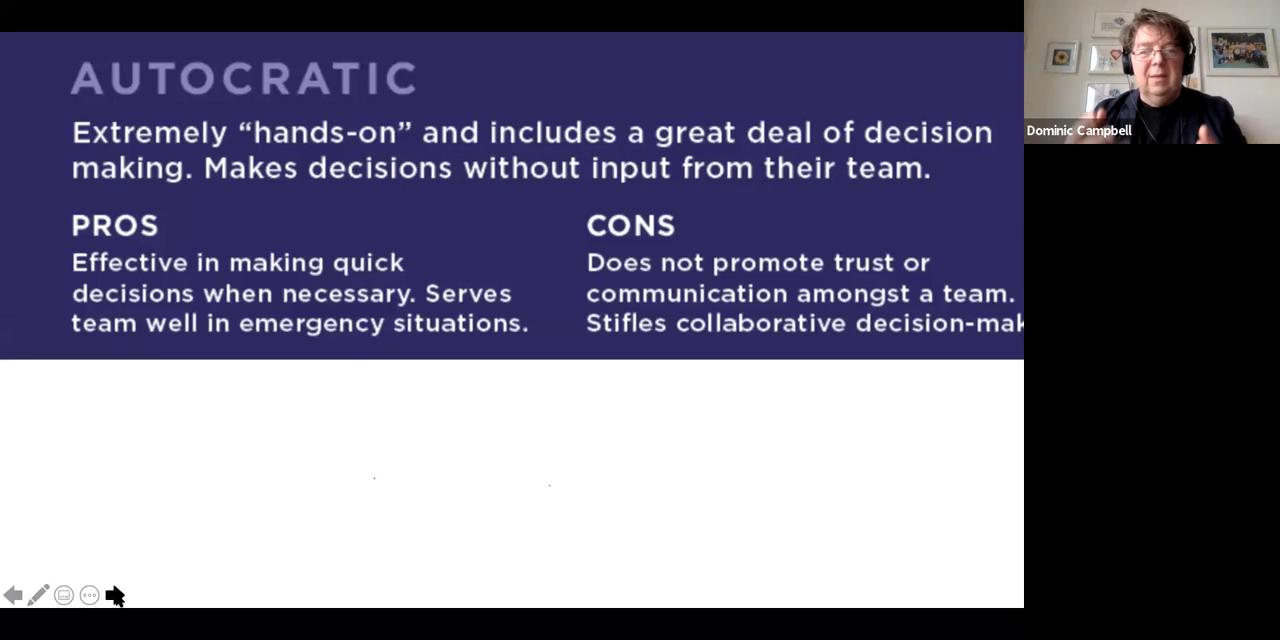 AUTOCRATIC
Extremely “hands-on” and includes a great deal of decision
making. Makes decisions without input from their team.
PROS
Effective in making quick
decisions when necessary. Serves
team well in emergency situations.
CONS
Does not promote trust or
communication amongst a team.
Stifles collaborative decision-mak
Dominic Campbell